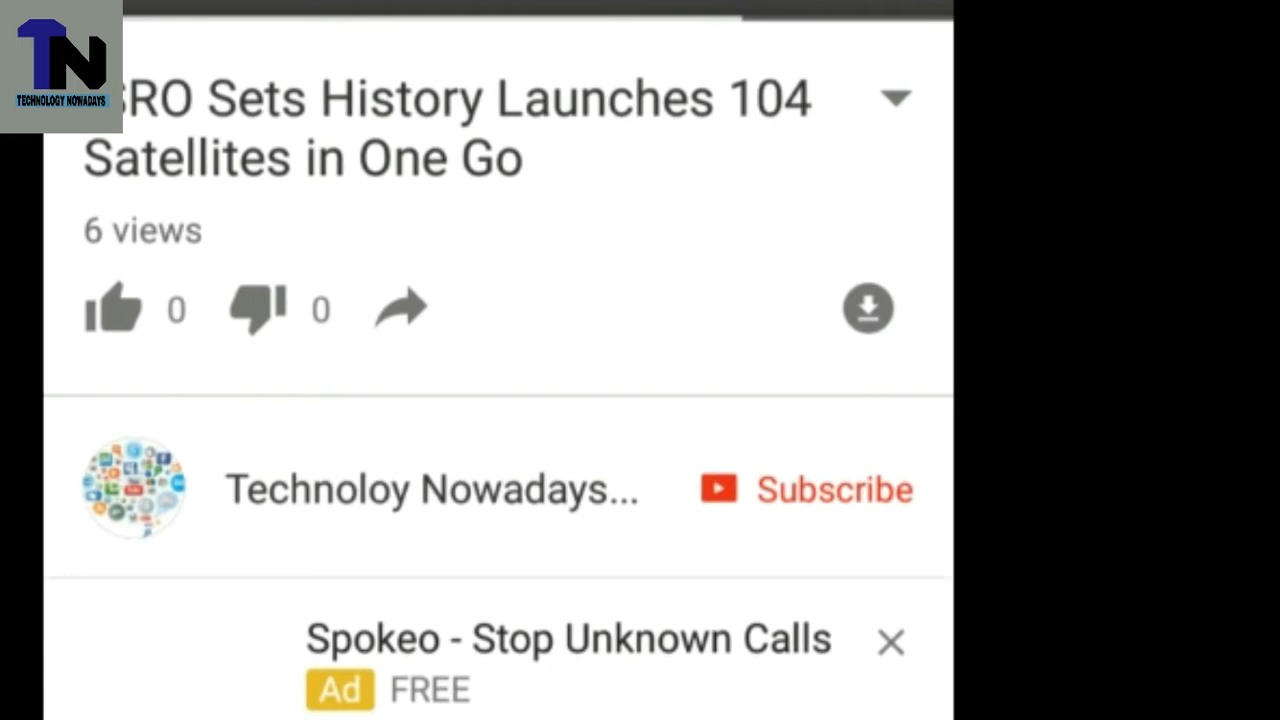 TN
TECHNOLOGY NOWADAYS
SRO Sets History Launches 104
Satellites in One Go
6 views
0 0
Technoloy Nowadays...
Subscribe
Spokeo - Stop Unknown Calls
Ad FREE